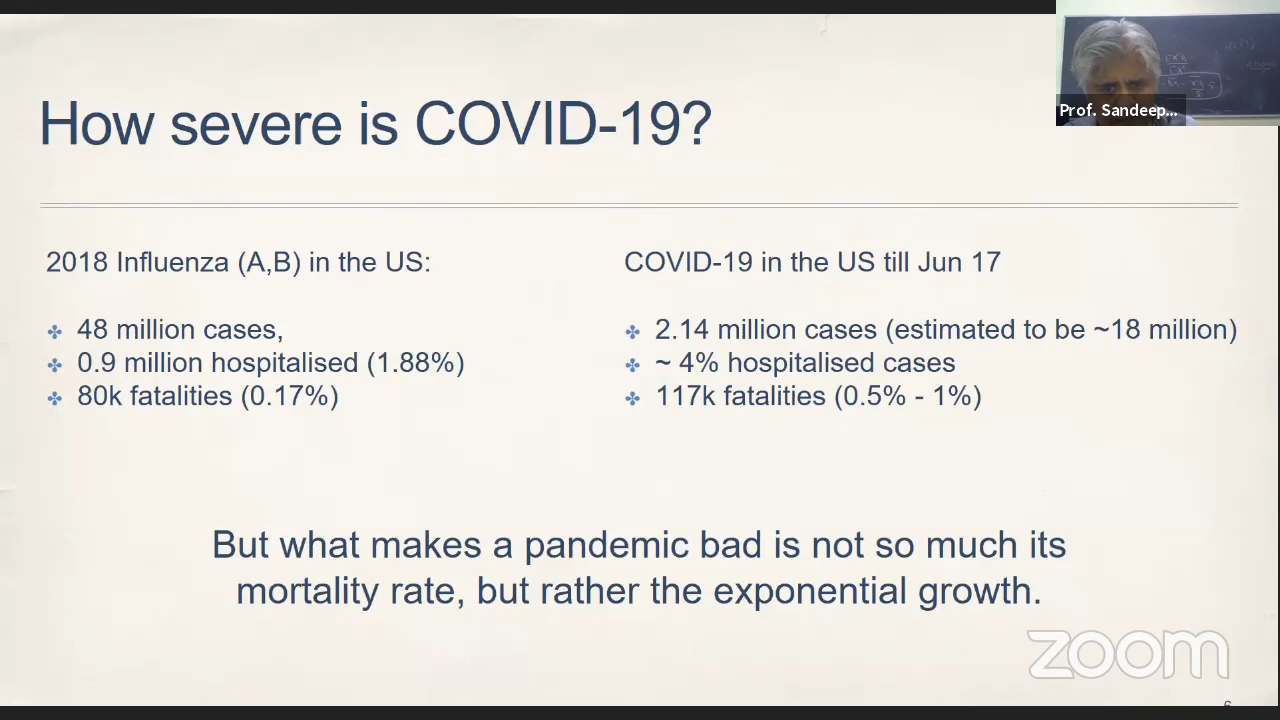 How severe is COVID-19?
Prof. Sandeep...
2018 Influenza (A,B) in the US:
✤ 48 million cases,
✤ 0.9 million hospitalised (1.88%)
✤ 80k fatalities (0.17%)
COVID-19 in the US till Jun 17
✤ 2.14 million cases (estimated to be ~18 million)
✤ ~ 4% hospitalised cases
✤ 117k fatalities (0.5% - 1%)
But what makes a pandemic bad is not so much its
mortality rate, but rather the exponential growth.
zoom